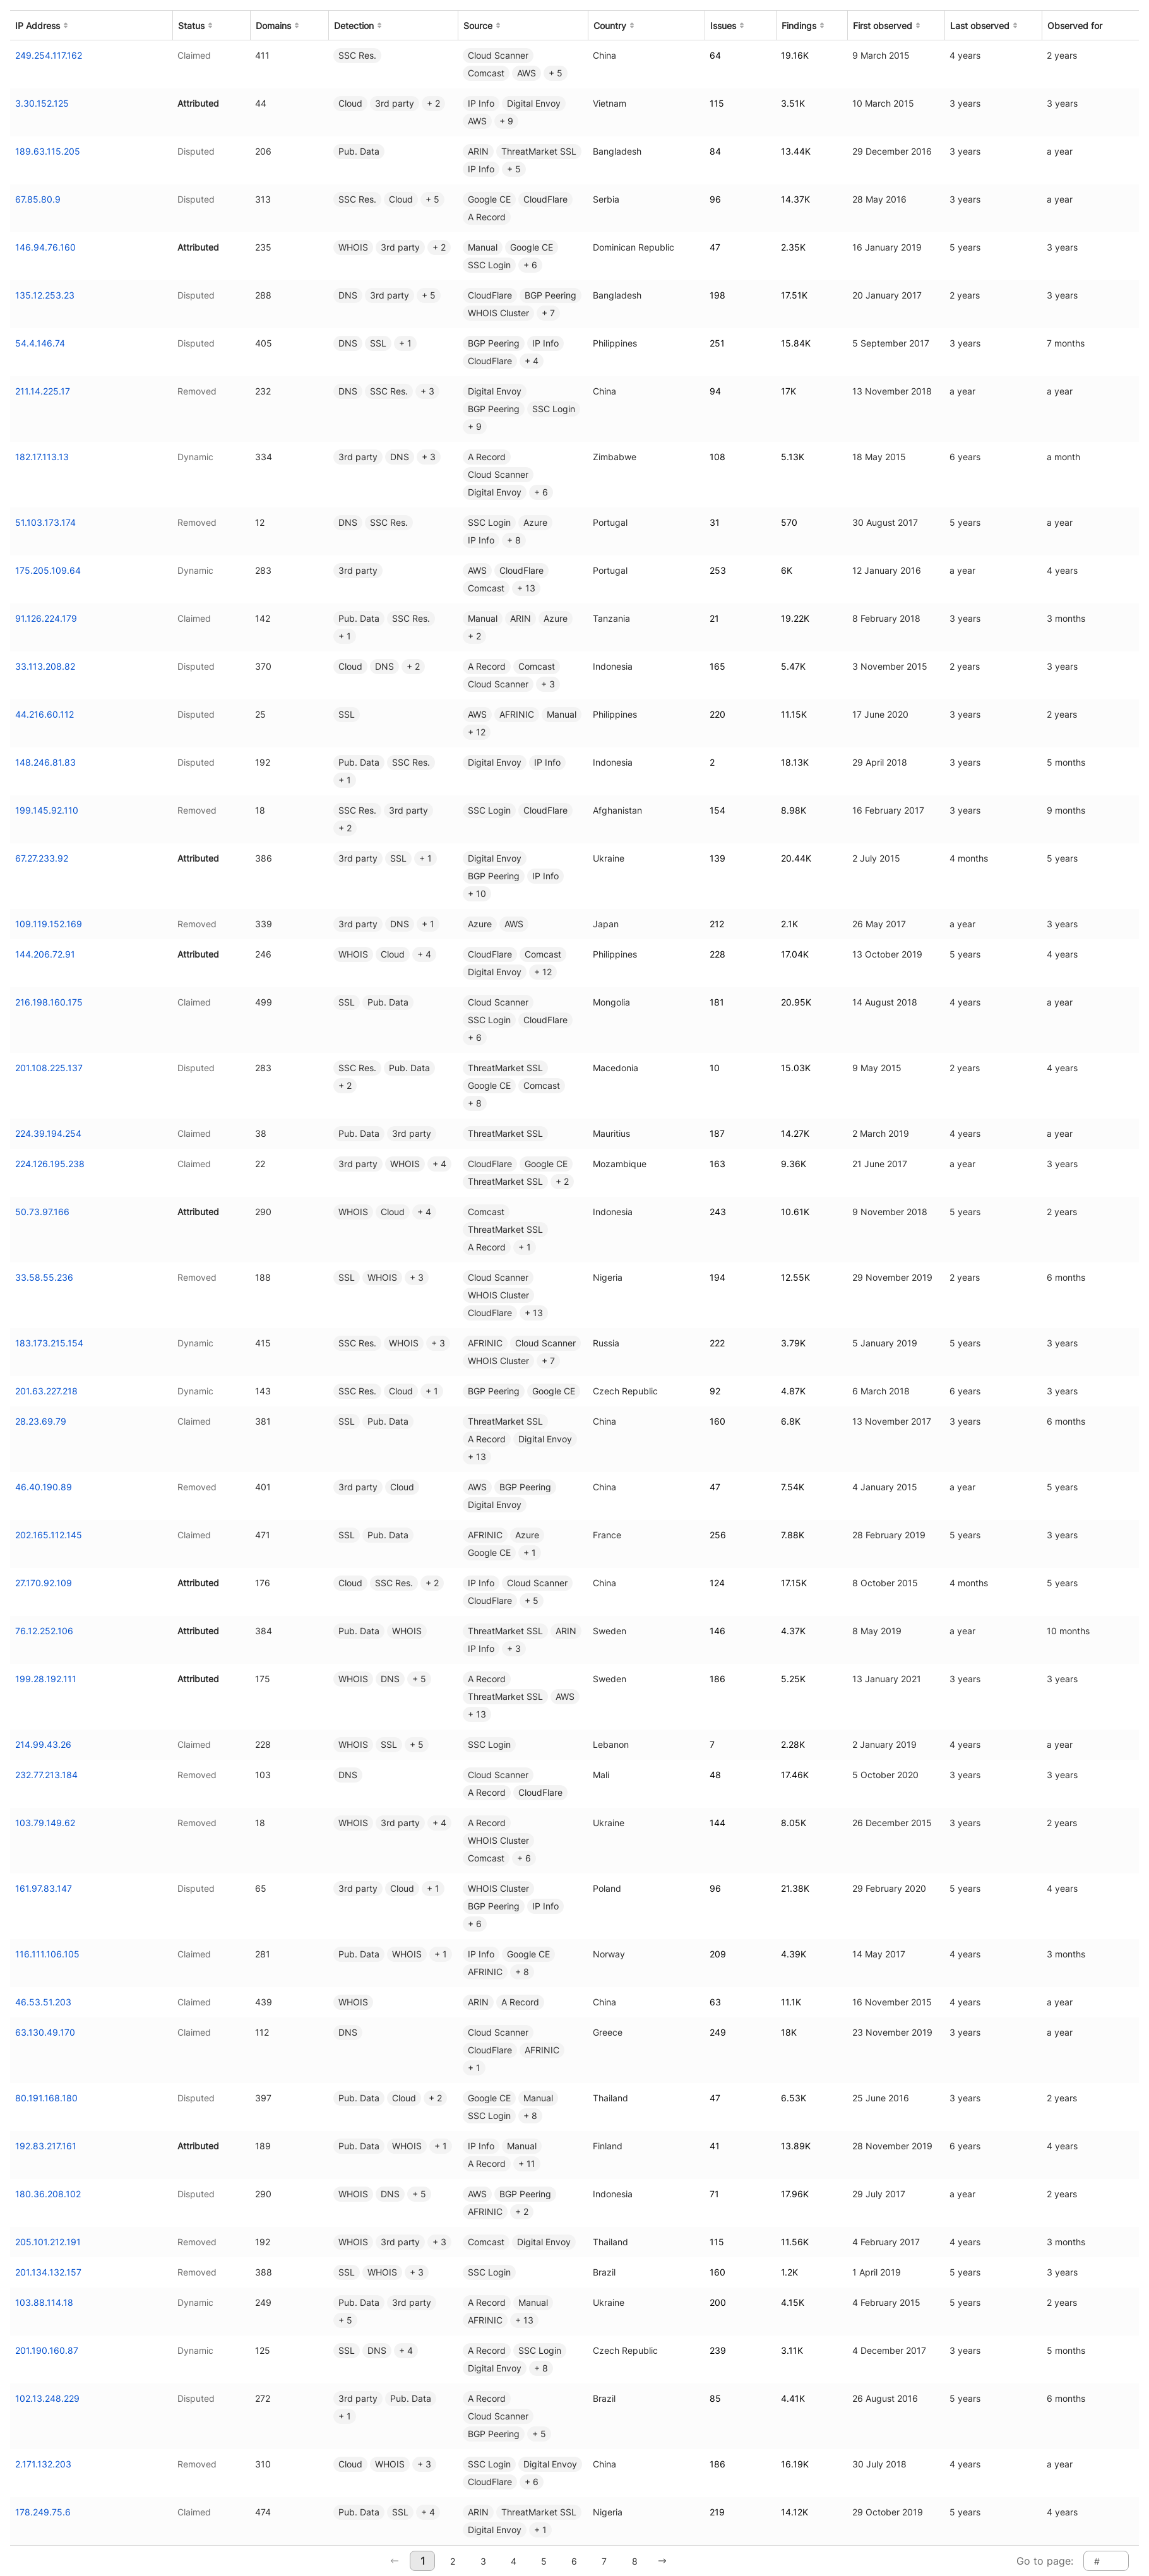 IP Address Status Domains Detection Source Country Issues Findings First observed Last observed Observed for
249.254.117.162 Claimed 411 SSC Res. Cloud Scanner China 64 19.16K 9 March 2015 4 years 2 years
Comcast AWS + 5
3.30.152.125 Attributed 44 Cloud 3rd party + 2 IP Info Digital Envoy Vietnam 115 3.51K 10 March 2015 3 years 3 years
AWS + 9
189.63.115.205 Disputed 206 Pub. Data ARIN ThreatMarket SSL Bangladesh 84 13.44K 29 December 2016 3 years a year
IP Info + 5
67.85.80.9 Disputed 313 SSC Res. Cloud + 5 Google CE CloudFlare Serbia 96 14.37K 28 May 2016 3 years a year
A Record
146.94.76.160 Attributed 235 WHOIS 3rd party + 2 Manual Google CE Dominican Republic 47 2.35K 16 January 2019 5 years 3 years
SSC Login + 6
135.12.253.23 Disputed 288 DNS 3rd party + 5 CloudFlare BGP Peering Bangladesh 198 17.51K 20 January 2017 2 years 3 years
WHOIS Cluster + 7
54.4.146.74 Disputed 405 DNS SSL + 1 BGP Peering IP Info Philippines 251 15.84K 5 September 2017 3 years 7 months
CloudFlare + 4
211.14.225.17 Removed 232 DNS SSC Res. + 3 Digital Envoy China 94 17K 13 November 2018 a year a year
BGP Peering SSC Login
+ 9
182.17.113.13 Dynamic 334 3rd party DNS + 3 A Record Zimbabwe 108 5.13K 18 May 2015 6 years a month
Cloud Scanner
Digital Envoy + 6
51.103.173.174 Removed 12 DNS SSC Res. SSC Login Azure Portugal 31 570 30 August 2017 5 years a year
IP Info + 8
175.205.109.64 Dynamic 283 3rd party AWS CloudFlare Portugal 253 6K 12 January 2016 a year 4 years
Comcast + 13
91.126.224.179 Claimed 142 Pub. Data SSC Res. Manual ARIN Azure Tanzania 21 19.22K 8 February 2018 3 years 3 months
+ 1 + 2
33.113.208.82 Disputed 370 Cloud DNS + 2 A Record Comcast Indonesia 165 5.47K 3 November 2015 2 years 3 years
Cloud Scanner + 3
44.216.60.112 Disputed 25 SSL AWS AFRINIC Manual Philippines 220 11.15K 17 June 2020 3 years 2 years
+ 12
148.246.81.83 Disputed 192 Pub. Data SSC Res. Digital Envoy IP Info Indonesia 2 18.13K 29 April 2018 3 years 5 months
+ 1
199.145.92.110 Removed 18 SSC Res. 3rd party SSC Login CloudFlare Afghanistan 154 8.98K 16 February 2017 3 years 9 months
+ 2
67.27.233.92 Attributed 386 3rd party SSL + 1 Digital Envoy Ukraine 139 20.44K 2 July 2015 4 months 5 years
BGP Peering IP Info
+ 10
109.119.152.169 Removed 339 3rd party DNS + 1 Azure AWS Japan 212 2.1K 26 May 2017 a year 3 years
144.206.72.91 Attributed 246 WHOIS Cloud + 4 CloudFlare Comcast Philippines 228 17.04K 13 October 2019 5 years 4 years
Digital Envoy + 12
216.198.160.175 Claimed 499 SSL Pub. Data Cloud Scanner Mongolia 181 20.95K 14 August 2018 4 years a year
SSC Login CloudFlare
+ 6
201.108.225.137 Disputed 283 SSC Res. Pub. Data ThreatMarket SSL Macedonia 10 15.03K 9 May 2015 2 years 4 years
+ 2 Google CE Comcast
+ 8
224.39.194.254 Claimed 38 Pub. Data 3rd party ThreatMarket SSL Mauritius 187 14.27K 2 March 2019 4 years a year
224.126.195.238 Claimed 22 3rd party WHOIS + 4 CloudFlare Google CE Mozambique 163 9.36K 21 June 2017 a year 3 years
ThreatMarket SSL + 2
50.73.97.166 Attributed 290 WHOIS Cloud + 4 Comcast Indonesia 243 10.61K 9 November 2018 5 years 2 years
ThreatMarket SSL
A Record + 1
33.58.55.236 Removed 188 SSL WHOIS + 3 Cloud Scanner Nigeria 194 12.55K 29 November 2019 2 years 6 months
WHOIS Cluster
CloudFlare + 13
183.173.215.154 Dynamic 415 SSC Res. WHOIS + 3 AFRINIC Cloud Scanner Russia 222 3.79K 5 January 2019 5 years 3 years
WHOIS Cluster + 7
201.63.227.218 Dynamic 143 SSC Res. Cloud + 1 BGP Peering Google CE Czech Republic 92 4.87K 6 March 2018 6 years 3 years
28.23.69.79 Claimed 381 SSL Pub. Data ThreatMarket SSL China 160 6.8K 13 November 2017 3 years 6 months
A Record Digital Envoy
+ 13
46.40.190.89 Removed 401 3rd party Cloud AWS BGP Peering China 47 7.54K 4 January 2015 a year 5 years
Digital Envoy
202.165.112.145 Claimed 471 SSL Pub. Data AFRINIC Azure France 256 7.88K 28 February 2019 5 years 3 years
Google CE + 1
27.170.92.109 Attributed 176 Cloud SSC Res. + 2 IP Info Cloud Scanner China 124 17.15K 8 October 2015 4 months 5 years
CloudFlare + 5
76.12.252.106 Attributed 384 Pub. Data WHOIS ThreatMarket SSL ARIN Sweden 146 4.37K 8 May 2019 a year 10 months
IP Info + 3
199.28.192.111 Attributed 175 WHOIS DNS + 5 A Record Sweden 186 5.25K 13 January 2021 3 years 3 years
ThreatMarket SSL AWS
+ 13
214.99.43.26 Claimed 228 WHOIS SSL + 5 SSC Login Lebanon 7 2.28K 2 January 2019 4 years a year
232.77.213.184 Removed 103 DNS Cloud Scanner Mali 48 17.46K 5 October 2020 3 years 3 years
A Record CloudFlare
103.79.149.62 Removed 18 WHOIS 3rd party + 4 A Record Ukraine 144 8.05K 26 December 2015 3 years 2 years
WHOIS Cluster
Comcast + 6
161.97.83.147 Disputed 65 3rd party Cloud + 1 WHOIS Cluster Poland 96 21.38K 29 February 2020 5 years 4 years
BGP Peering IP Info
+ 6
116.111.106.105 Claimed 281 Pub. Data WHOIS + 1 IP Info Google CE Norway 209 4.39K 14 May 2017 4 years 3 months
AFRINIC + 8
46.53.51.203 Claimed 439 WHOIS ARIN A Record China 63 11.1K 16 November 2015 4 years a year
63.130.49.170 Claimed 112 DNS Cloud Scanner Greece 249 18K 23 November 2019 3 years a year
CloudFlare AFRINIC
+ 1
80.191.168.180 Disputed 397 Pub. Data Cloud + 2 Google CE Manual Thailand 47 6.53K 25 June 2016 3 years 2 years
SSC Login + 8
192.83.217.161 Attributed 189 Pub. Data WHOIS + 1 IP Info Manual Finland 41 13.89K 28 November 2019 6 years 4 years
A Record + 11
180.36.208.102 Disputed 290 WHOIS DNS + 5 AWS BGP Peering Indonesia 71 17.96K 29 July 2017 a year 2 years
AFRINIC + 2
205.101.212.191 Removed 192 WHOIS 3rd party + 3 Comcast Digital Envoy Thailand 115 11.56K 4 February 2017 4 years 3 months
201.134.132.157 Removed 388 SSL WHOIS + 3 SSC Login Brazil 160 1.2K 1 April 2019 5 years 3 years
103.88.114.18 Dynamic 249 Pub. Data 3rd party A Record Manual Ukraine 200 4.15K 4 February 2015 5 years 2 years
+ 5 AFRINIC + 13
201.190.160.87 Dynamic 125 SSL DNS + 4 A Record SSC Login Czech Republic 239 3.11K 4 December 2017 3 years 5 months
Digital Envoy + 8
102.13.248.229 Disputed 272 3rd party Pub. Data A Record Brazil 85 4.41K 26 August 2016 5 years 6 months
+ 1 Cloud Scanner
BGP Peering + 5
2.171.132.203 Removed 310 Cloud WHOIS + 3 SSC Login Digital Envoy China 186 16.19K 30 July 2018 4 years a year
CloudFlare + 6
178.249.75.6 Claimed 474 Pub. Data SSL + 4 ARIN ThreatMarket SSL Nigeria 219 14.12K 29 October 2019 5 years 4 years
Digital Envoy + 1
← 1 2 3 4 5 6 7 8 → Go to page: #